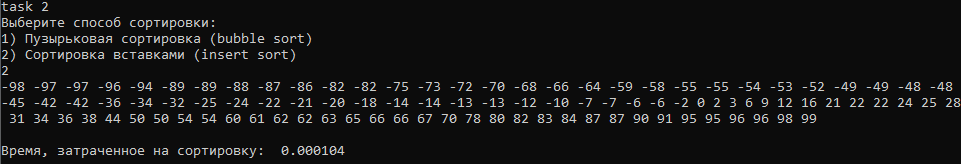 task 2
Выберите способ сортировки:
1) Пузырьковая сортировка (bubble sort)
2) Сортировка вставками (insert sort)
2
-98 -97 -97 -96 -94 -89 -89 -88 -87 -86 -82 -82 -75 -73 -72 -70 -68 -66 -64 -59 -58 -55 -55 -54 -53 -52 -49 -49 -48 -48
-45 -42 -42 -36 -34 -32 -25 -24 -22 -21 -20 -18 -14 -14 -13 -13 -12 -10 -7 -7 -6 -6 -2 0 2 3 6 9 12 16 21 22 22 24 25 28
31 34 36 38 44 50 50 54 54 60 61 62 62 63 65 66 66 67 70 78 80 82 83 84 87 87 90 91 95 95 96 96 98 99
Время, затраченное на сортировку:  0.000104